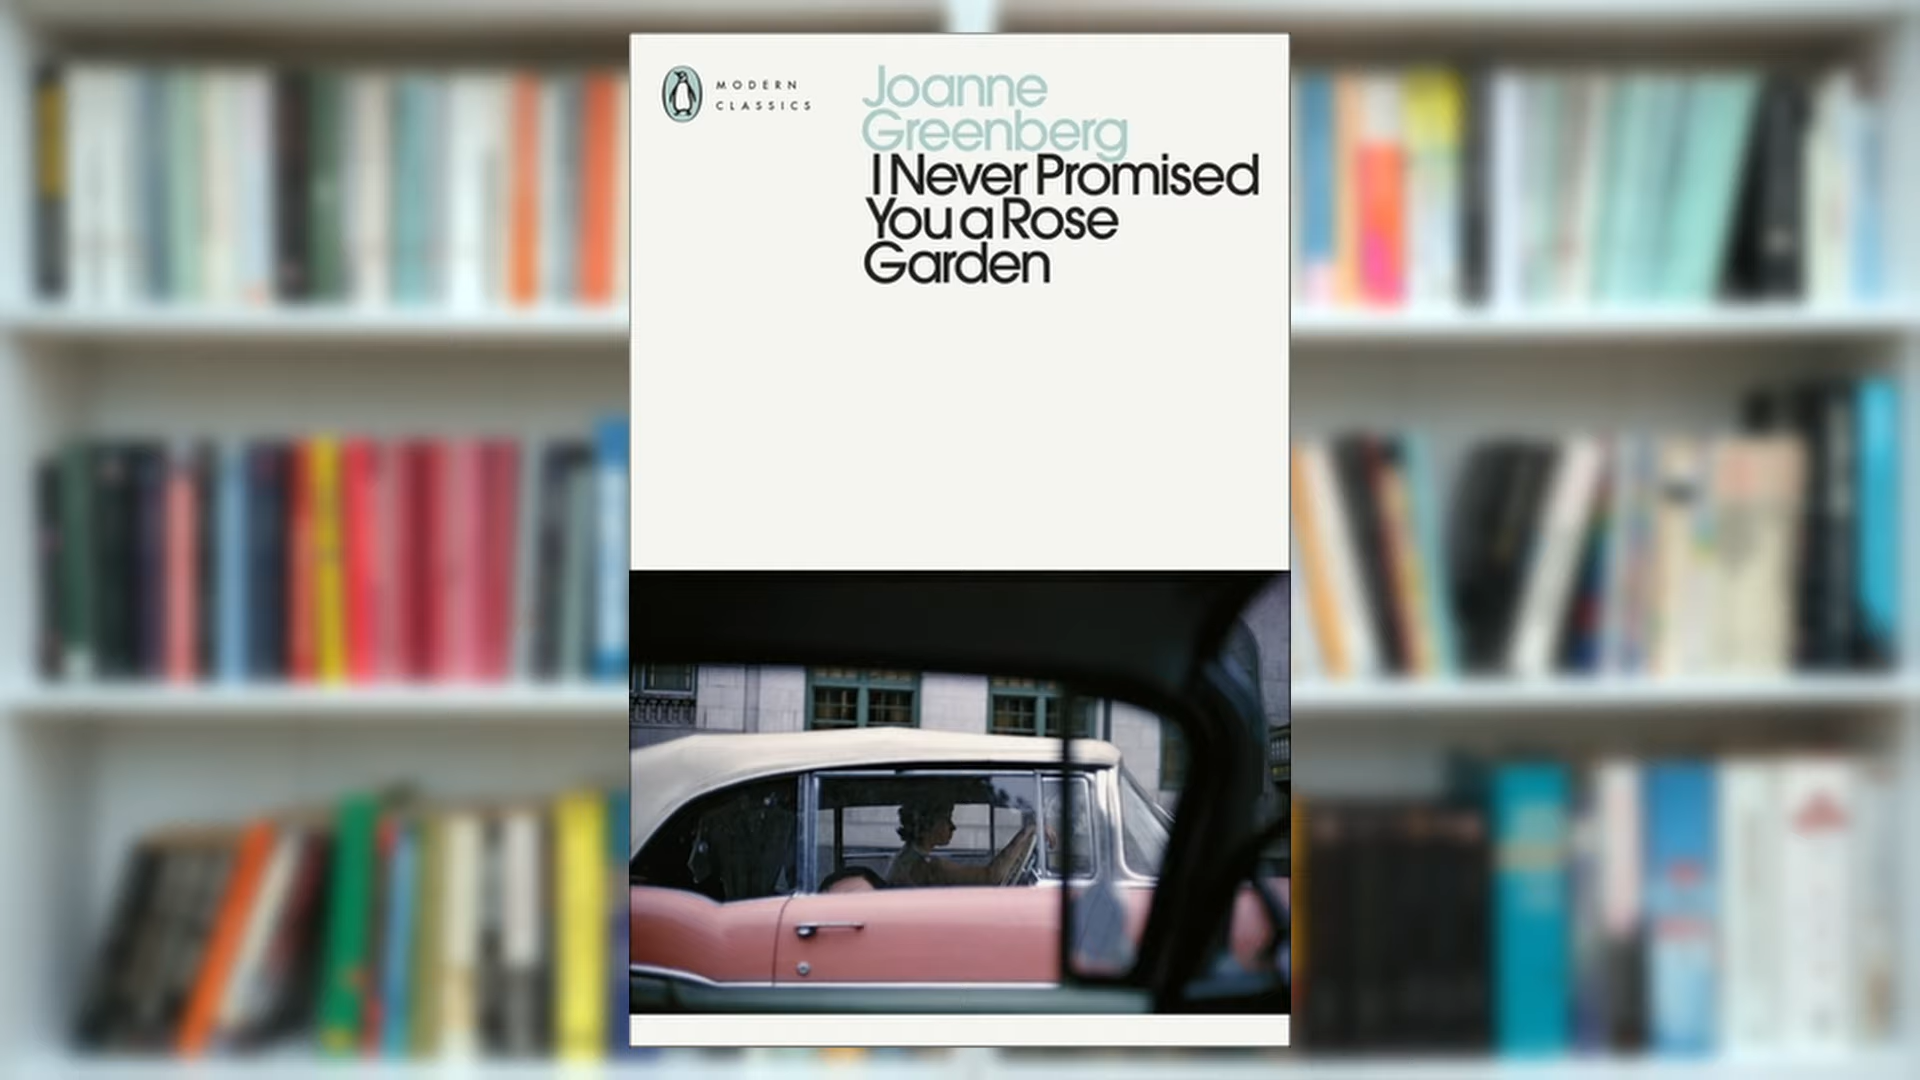 MODERN
CLASSICS
Joanne
Greenberg
I Never Promised
You a Rose
Garden